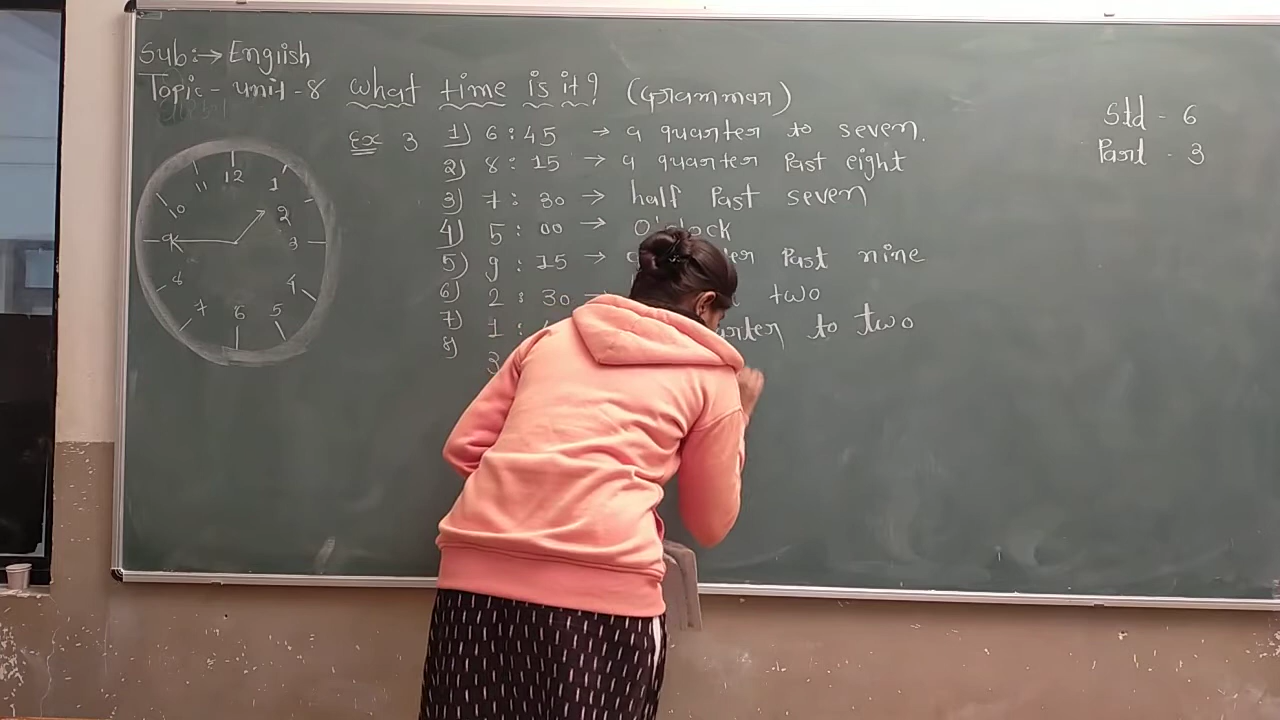 Sub:→ English
Topic - unit - 8 what time is it? (Grammar)
Std - 6
Part - 3
Ex 3 1) 6 : 45 → a quarter to seven.
2) 8 : 15 → a quarter Past eight
3) 7 : 30 → half Past seven
4) 5 : 00 → O'clock
5) 9 : 15 → Past nine
6) 2 : 30 → two
7) 1 : to two
8) 3
12
1
2
3
4
5
6
7
8
9
10
11